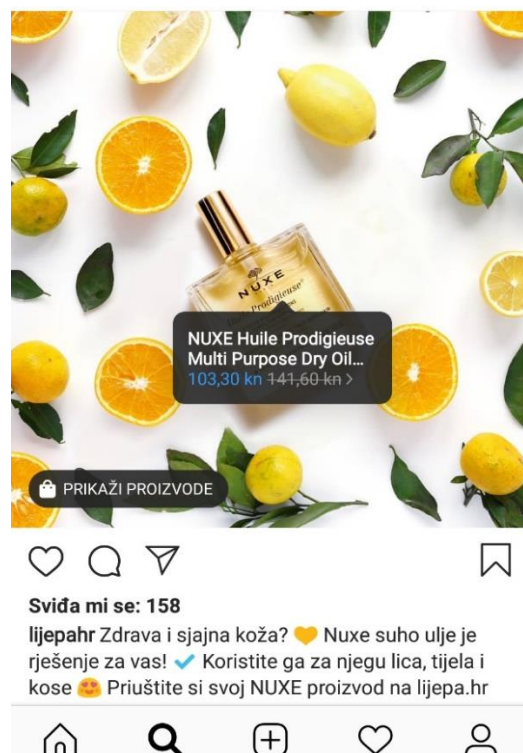 NUXE
Prodigieuse®
NUXE Huile Prodigieuse
Multi Purpose Dry Oil...
103,30 kn 141,60 kn >
PRIKAŽI PROIZVODE
Sviđa mi se: 158
lijepahr Zdrava i sjajna koža? 🧡 Nuxe suho ulje je
rješenje za vas! ✔ Koristite ga za njegu lica, tijela i
kose 😍 Priuštite si svoj NUXE proizvod na lijepa.hr